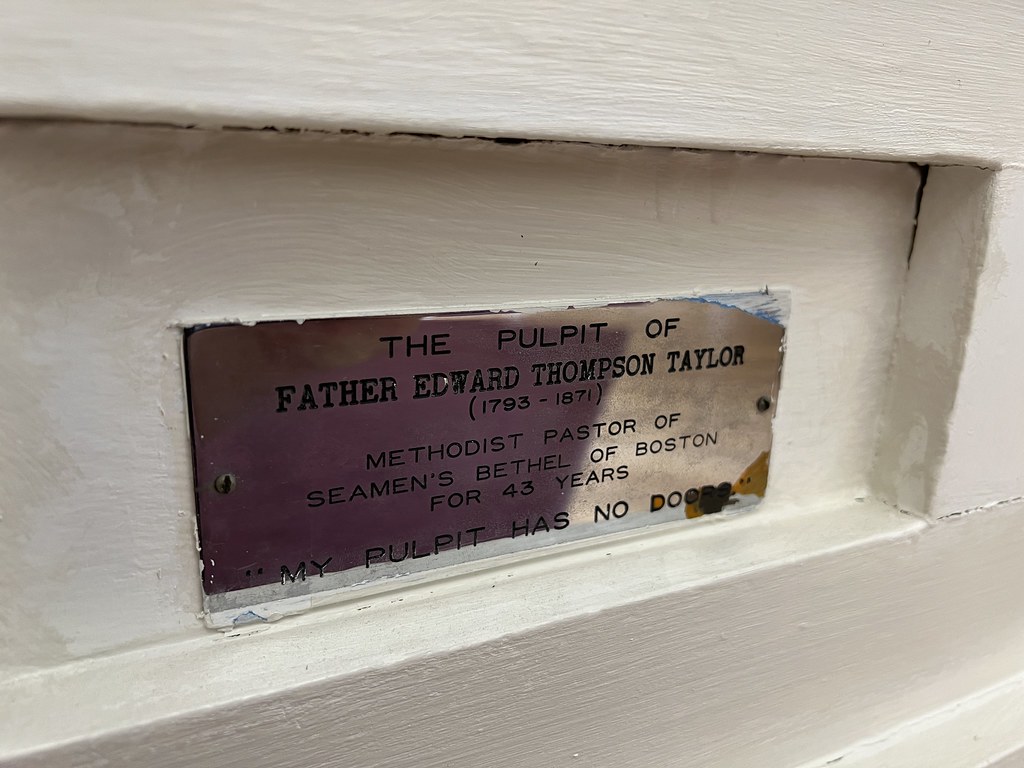 THE PULPIT OF
FATHER EDWARD THOMPSON TAYLOR
(1793 - 1871)
METHODIST PASTOR OF
SEAMEN'S BETHEL OF BOSTON
FOR 43 YEARS
"MY PULPIT HAS NO DOORS"